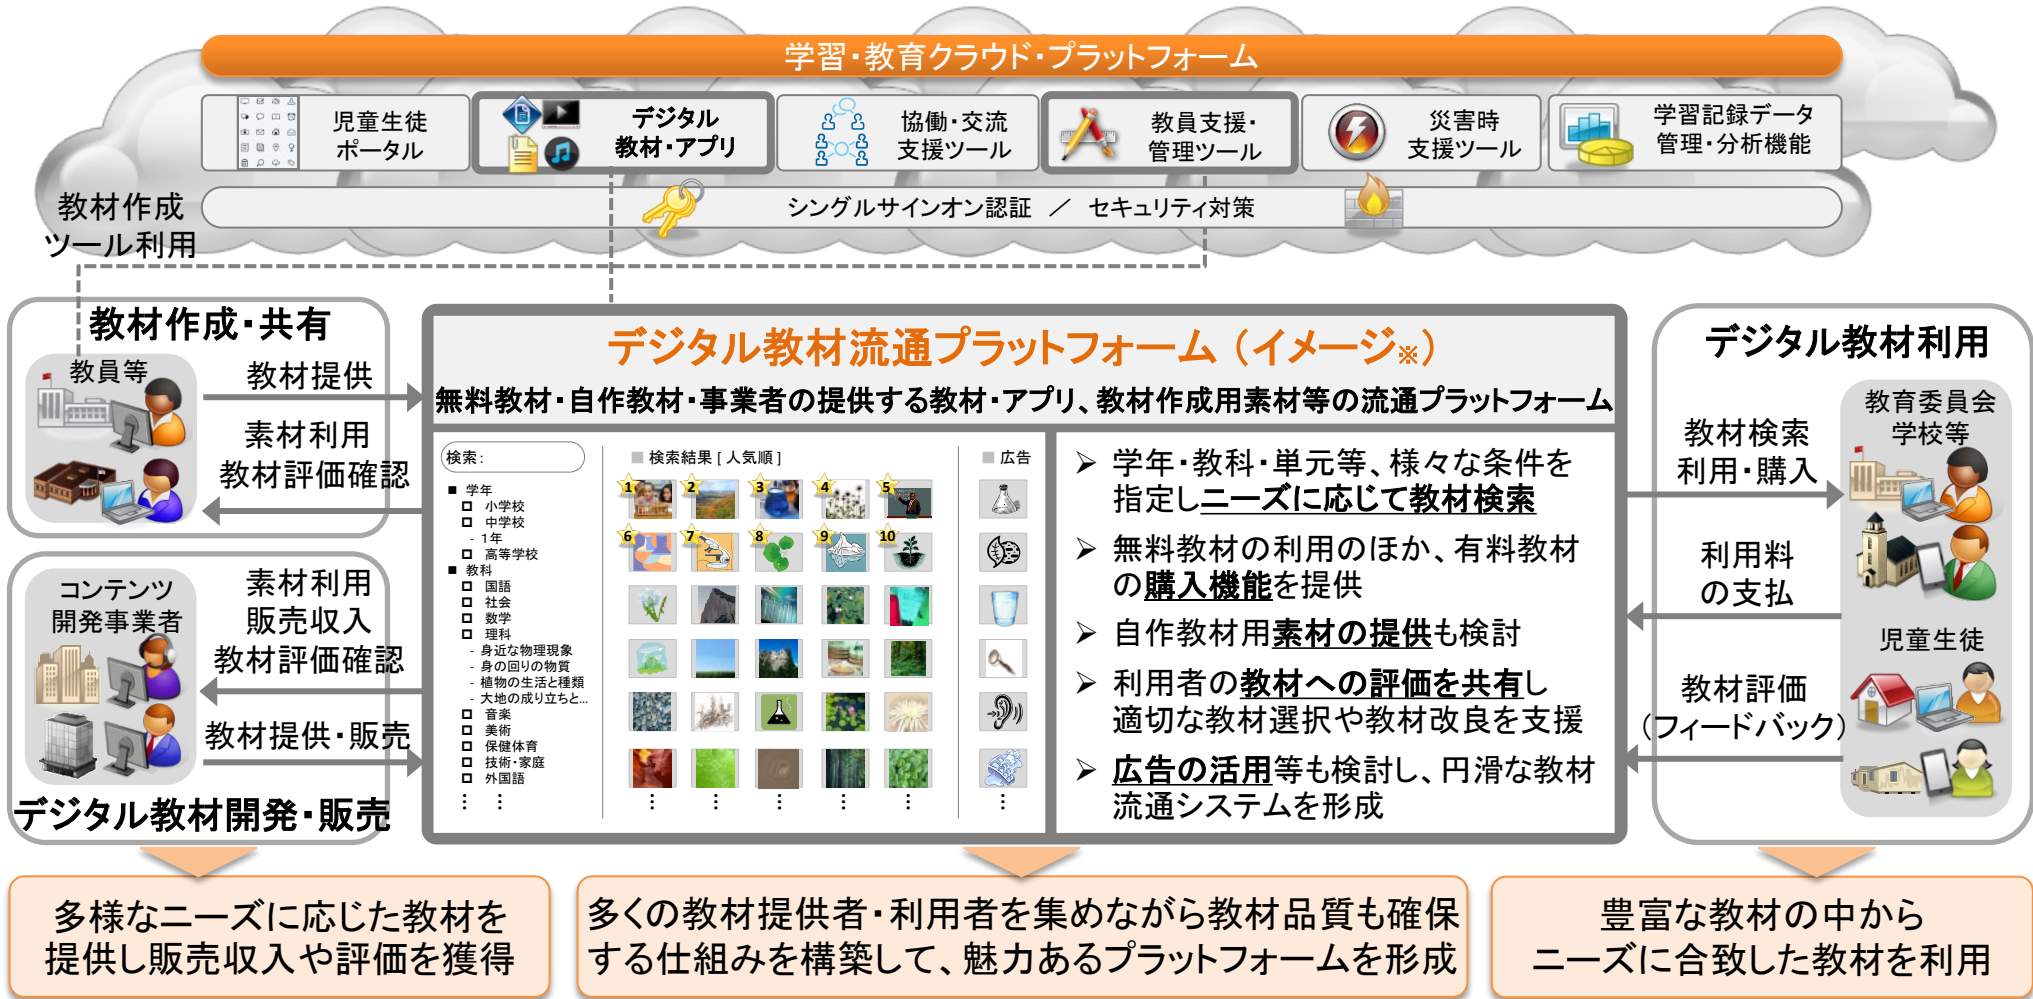 学習・教育クラウド・プラットフォーム
児童生徒
ポータル
デジタル
教材・アプリ
協働・交流
支援ツール
教員支援・
管理ツール
災害時
支援ツール
学習記録データ
管理・分析機能
シングルサインオン認証 ／ セキュリティ対策
教材作成
ツール利用
教材作成・共有
教員等
教材提供
素材利用
教材評価確認
コンテンツ
開発事業者
素材利用
販売収入
教材評価確認
教材提供・販売
デジタル教材開発・販売
デジタル教材流通プラットフォーム（イメージ※）
無料教材・自作教材・事業者の提供する教材・アプリ、教材作成用素材等の流通プラットフォーム
検索：
■ 学年
□ 小学校
□ 中学校
- 1年
□ 高等学校
■ 教科
□ 国語
□ 社会
□ 数学
□ 理科
- 身近な物理現象
- 身の回りの物質
- 植物の生活と種類
- 大地の成り立ちと...
□ 音楽
□ 美術
□ 保健体育
□ 技術・家庭
□ 外国語
⋮ ⋮
■ 検索結果 [ 人気順 ]
1 2 3 4 5
6 7 8 9 10
⋮ ⋮ ⋮ ⋮ ⋮
■ 広告
⋮
➢ 学年・教科・単元等、様々な条件を
指定しニーズに応じて教材検索
➢ 無料教材の利用のほか、有料教材
の購入機能を提供
➢ 自作教材用素材の提供も検討
➢ 利用者の教材への評価を共有し
適切な教材選択や教材改良を支援
➢ 広告の活用等も検討し、円滑な教材
流通システムを形成
デジタル教材利用
教育委員会
学校等
教材検索
利用・購入
利用料
の支払
児童生徒
教材評価
（フィードバック）
多様なニーズに応じた教材を
提供し販売収入や評価を獲得
多くの教材提供者・利用者を集めながら教材品質も確保
する仕組みを構築して、魅力あるプラットフォームを形成
豊富な教材の中から
ニーズに合致した教材を利用